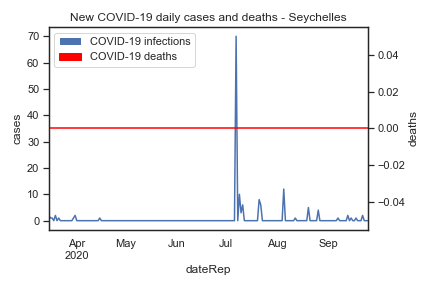 New COVID-19 daily cases and deaths - Seychelles
COVID-19 infections
COVID-19 deaths
70
60
50
40
30
20
10
0
cases
0.04
0.02
0.00
−0.02
−0.04
deaths
Apr
2020
May
Jun
Jul
Aug
Sep
dateRep